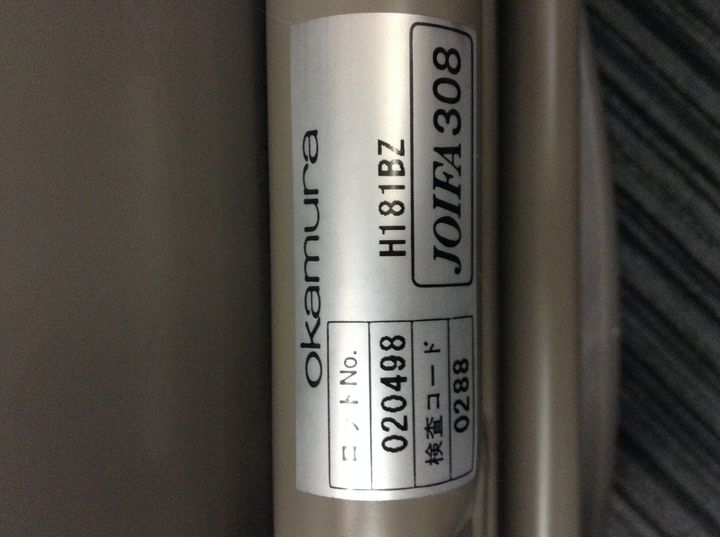 okamura
H181BZ
JOIFA 308
ロットNo.
020498
検査コード
0288